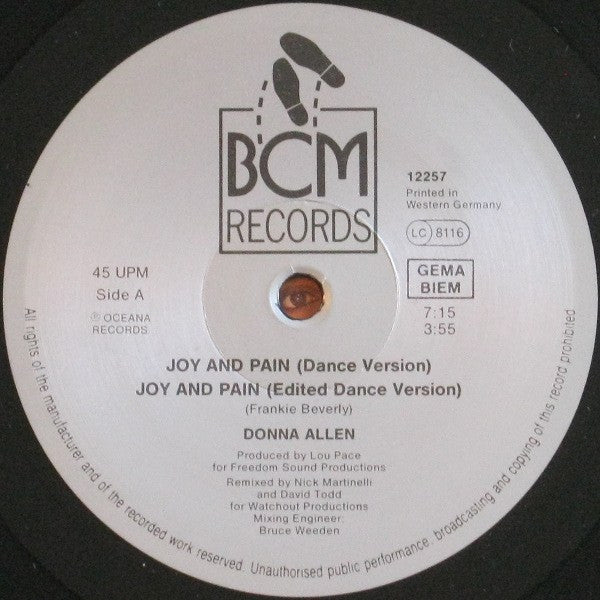 BCM
RECORDS
12257
Printed in
Western Germany
LC 8116
GEMA
BIEM
7:15
3:55
45 UPM
Side A
℗ OCEANA
RECORDS
JOY AND PAIN (Dance Version)
JOY AND PAIN (Edited Dance Version)
(Frankie Beverly)
DONNA ALLEN
Produced by Lou Pace
for Freedom Sound Productions
Remixed by Nick Martinelli
and David Todd
for Watchout Productions
Mixing Engineer:
Bruce Weeden
All rights of the manufacturer and of the recorded work reserved. Unauthorised public performance, broadcasting and copying of this record prohibited